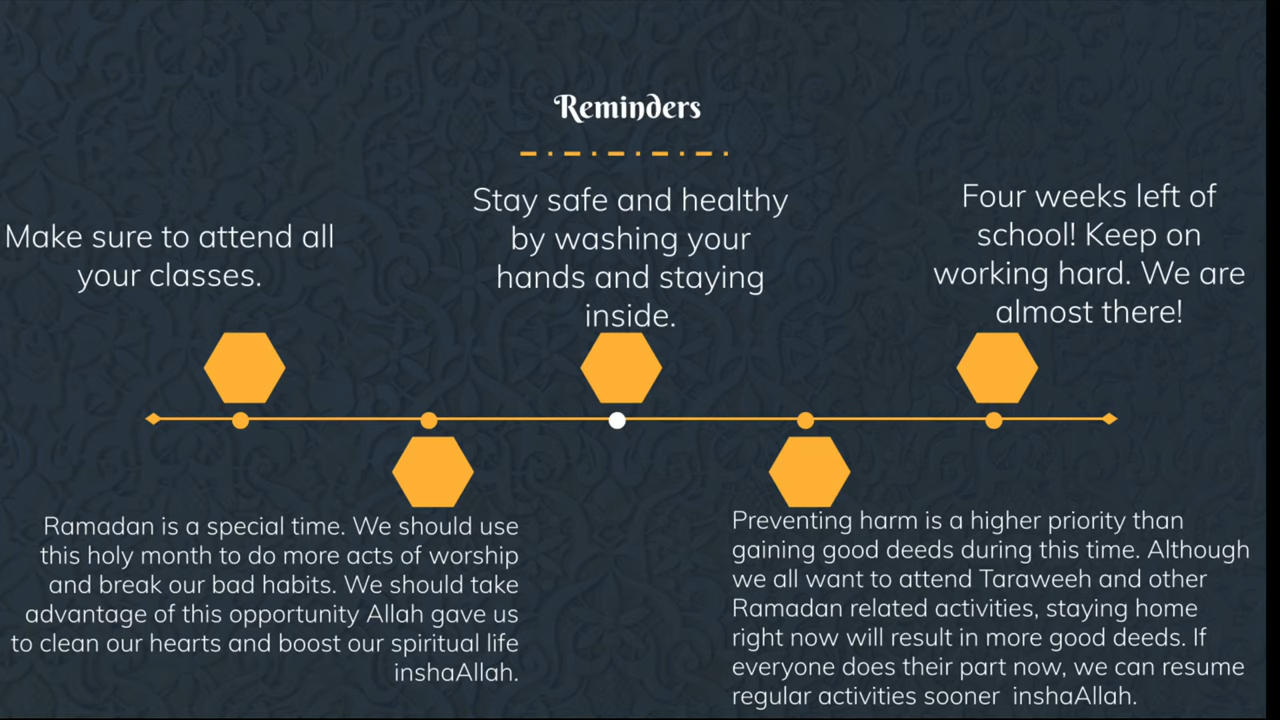 Reminders
Make sure to attend all
your classes.
Stay safe and healthy
by washing your
hands and staying
inside.
Four weeks left of
school! Keep on
working hard. We are
almost there!
Ramadan is a special time. We should use
this holy month to do more acts of worship
and break our bad habits. We should take
advantage of this opportunity Allah gave us
to clean our hearts and boost our spiritual life
inshaAllah.
Preventing harm is a higher priority than
gaining good deeds during this time. Although
we all want to attend Taraweeh and other
Ramadan related activities, staying home
right now will result in more good deeds. If
everyone does their part now, we can resume
regular activities sooner  inshaAllah.